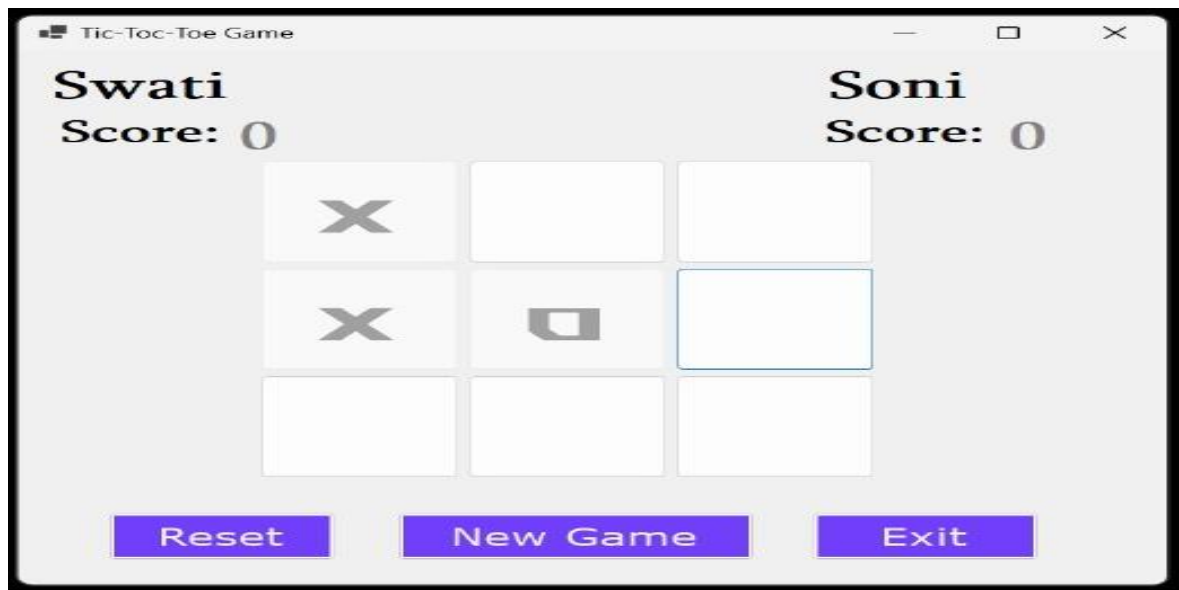 Tic-Toc-Toe Game
Swati Soni
Score: 0 Score: 0
X
X O
Reset New Game Exit